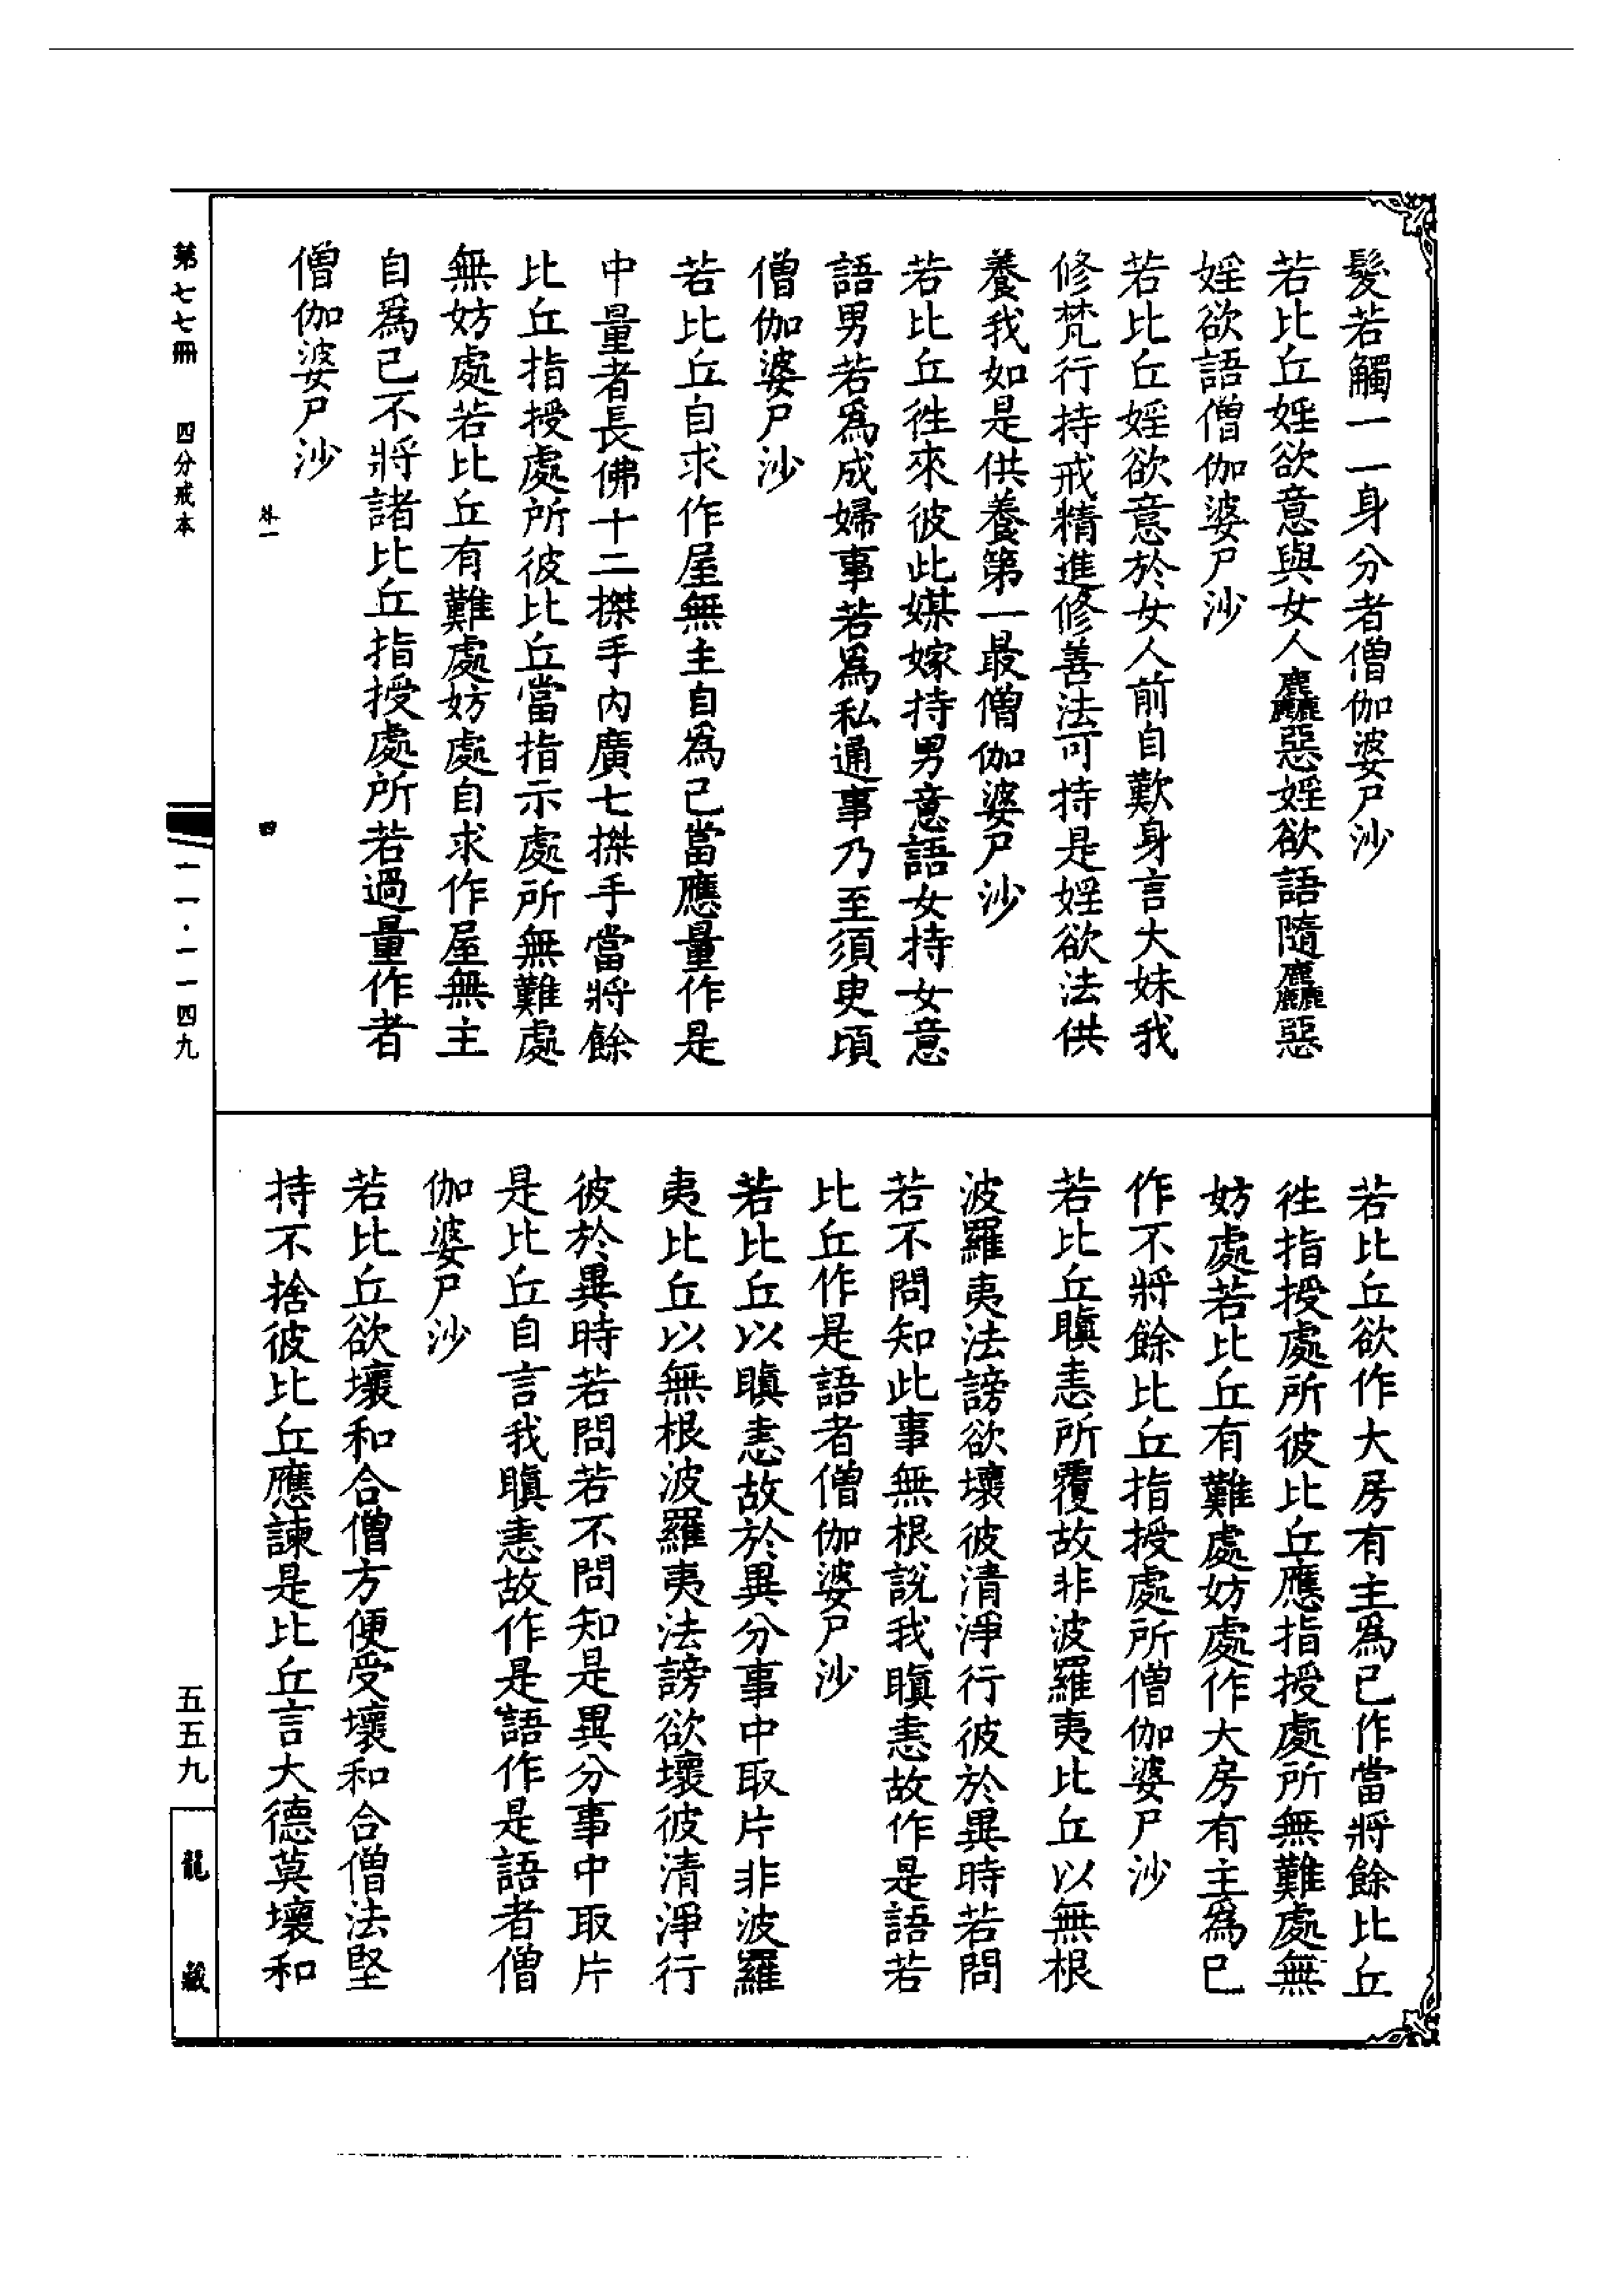 髮若觸一一身分者僧伽婆尸沙
若比丘婬欲意與女人麤惡婬欲語隨麤惡
婬欲語僧伽婆尸沙
若比丘婬欲意於女人前自歎身言大妹我
修梵行持戒精進修善法可持是婬欲法供
養我如是供養第一最僧伽婆尸沙
若比丘徃來彼此媒嫁持男意語女持女意
語男若爲成婦事若爲私通事乃至須臾頃
僧伽婆尸沙
若比丘自求作屋無主自爲已當應量作是
中量者長佛十二搩手內廣七搩手當將餘
比丘指授處所彼比丘當指示處所無難處
無妨處若比丘有難處妨處自求作屋無主
自爲已不將諸比丘指授處所若過量作者
僧伽婆尸沙
若比丘欲作大房有主爲已作當將餘比丘
徃指授處所彼比丘應指授處所無難處無
妨處若比丘有難處妨處作大房有主爲已
作不將餘比丘指授處所僧伽婆尸沙
若比丘瞋恚所覆故非波羅夷比丘以無根
波羅夷法謗欲壞彼清淨行彼於異時若問
若不問知此事無根說我瞋恚故作是語若
比丘作是語者僧伽婆尸沙
若比丘以瞋恚故於異分事中取片非波羅
夷比丘以無根波羅夷法謗欲壞彼清淨行
彼於異時若問若不問知是異分事中取片
是比丘自言我瞋恚故作是語作是語者僧
伽婆尸沙
若比丘欲壞和合僧方便受壞和合僧法堅
持不捨彼比丘應諫是比丘言大德莫壞和
第七七冊 四分戒本
一一·一一四九
五五九
龍藏
四